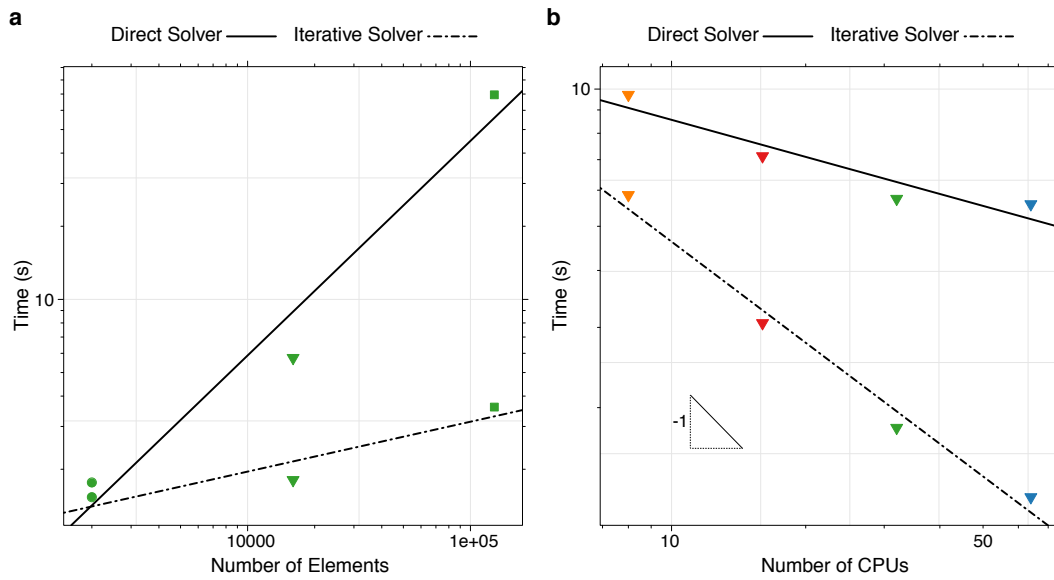 a
Direct Solver Iterative Solver
Time (s)
10
10000 1e+05
Number of Elements
b
Direct Solver Iterative Solver
Time (s)
10
-1
10 50
Number of CPUs